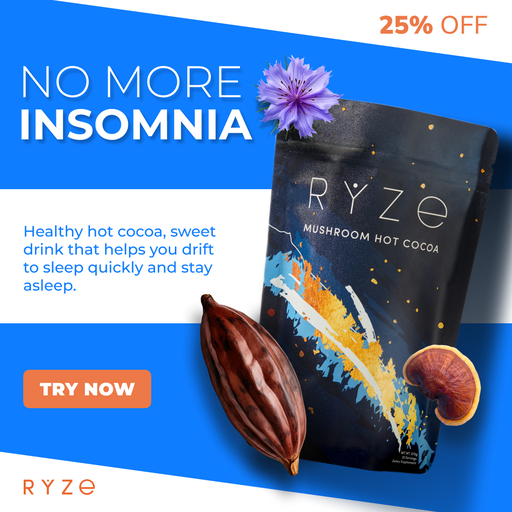 25% OFF
NO MORE
INSOMNIA
RYZE
MUSHROOM HOT COCOA
Healthy hot cocoa, sweet
drink that helps you drift
to sleep quickly and stay
asleep.
TRY NOW
RYZE